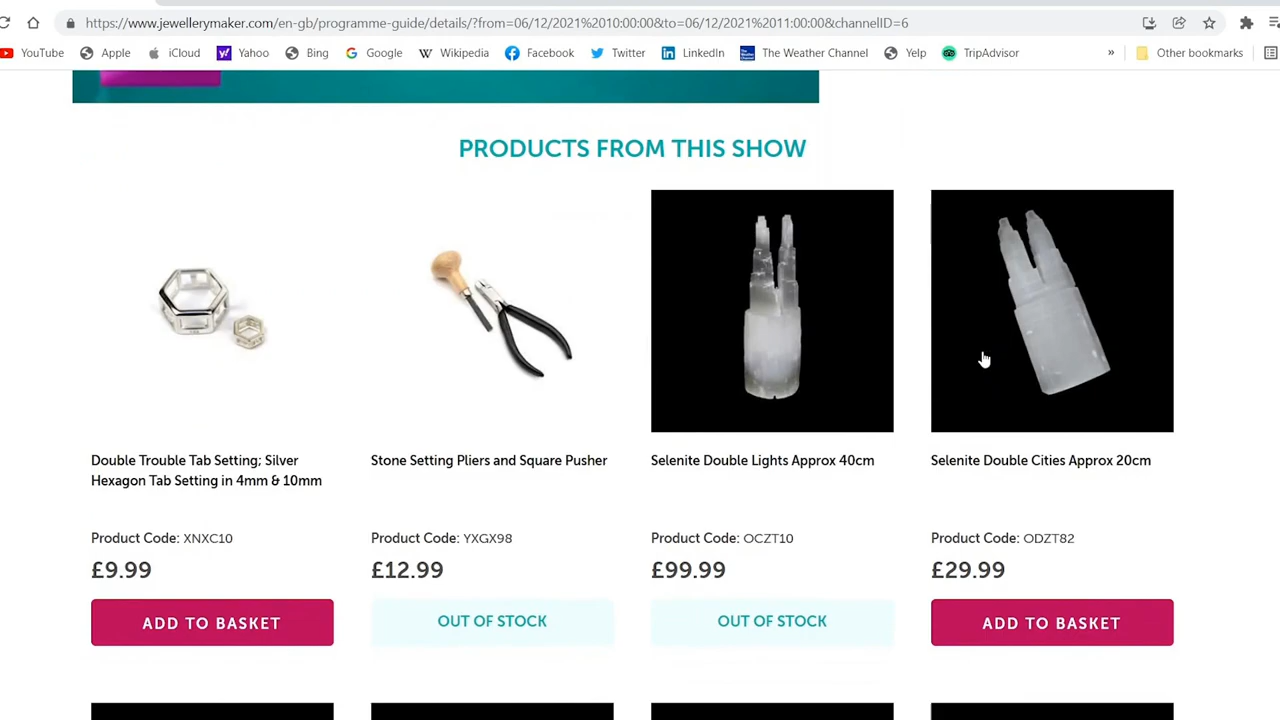 https://www.jewellerymaker.com/en-gb/programme-guide/details/?from=06/12/2021%2010:00:00&to=06/12/2021%2011:00:00&channelID=6
YouTube Apple iCloud Yahoo Bing Google Wikipedia Facebook Twitter LinkedIn The Weather Channel Yelp TripAdvisor » Other bookmarks
PRODUCTS FROM THIS SHOW
Double Trouble Tab Setting; Silver
Hexagon Tab Setting in 4mm & 10mm
Product Code: XNXC10
£9.99
ADD TO BASKET
Stone Setting Pliers and Square Pusher
Product Code: YXGX98
£12.99
OUT OF STOCK
Selenite Double Lights Approx 40cm
Product Code: OCZT10
£99.99
OUT OF STOCK
Selenite Double Cities Approx 20cm
Product Code: ODZT82
£29.99
ADD TO BASKET